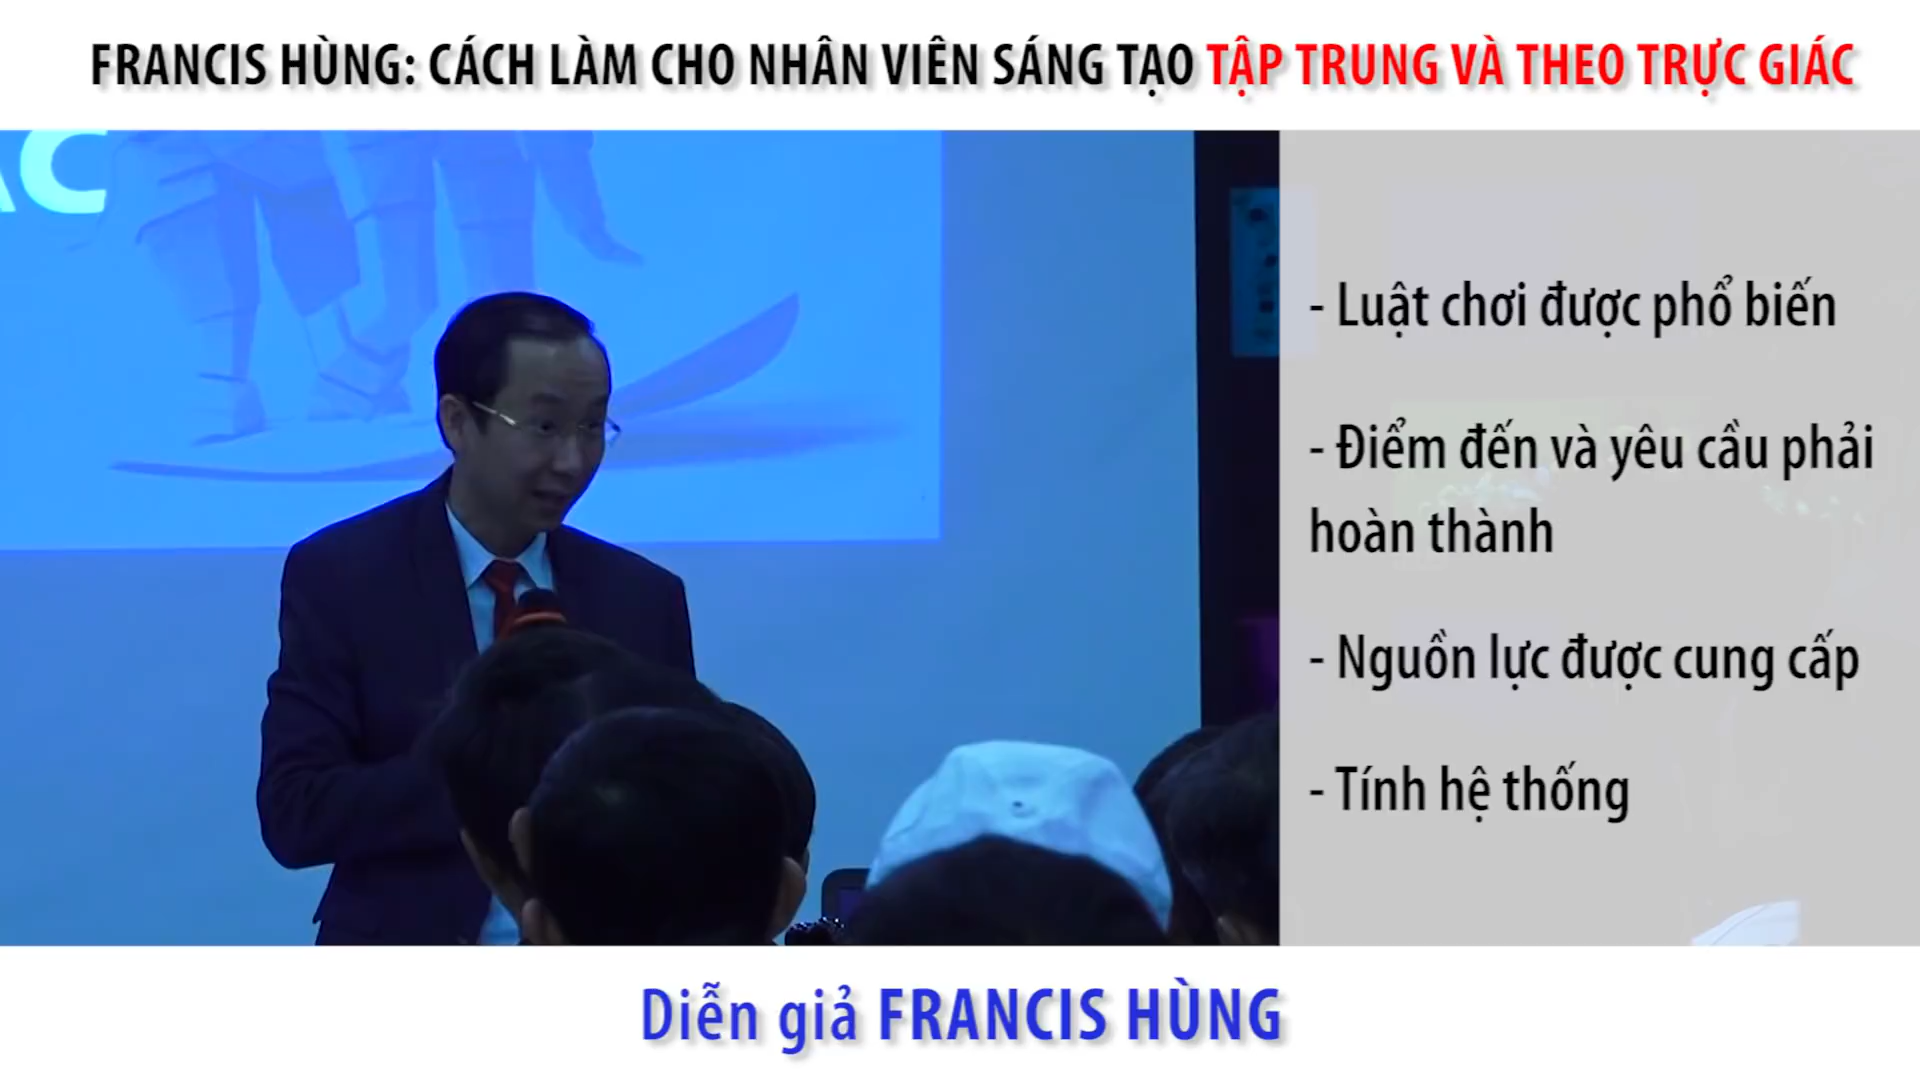 FRANCIS HÙNG: CÁCH LÀM CHO NHÂN VIÊN SÁNG TẠO TẬP TRUNG VÀ THEO TRỰC GIÁC
- Luật chơi được phổ biến
- Điểm đến và yêu cầu phải
hoàn thành
- Nguồn lực được cung cấp
- Tính hệ thống
Diễn giả FRANCIS HÙNG